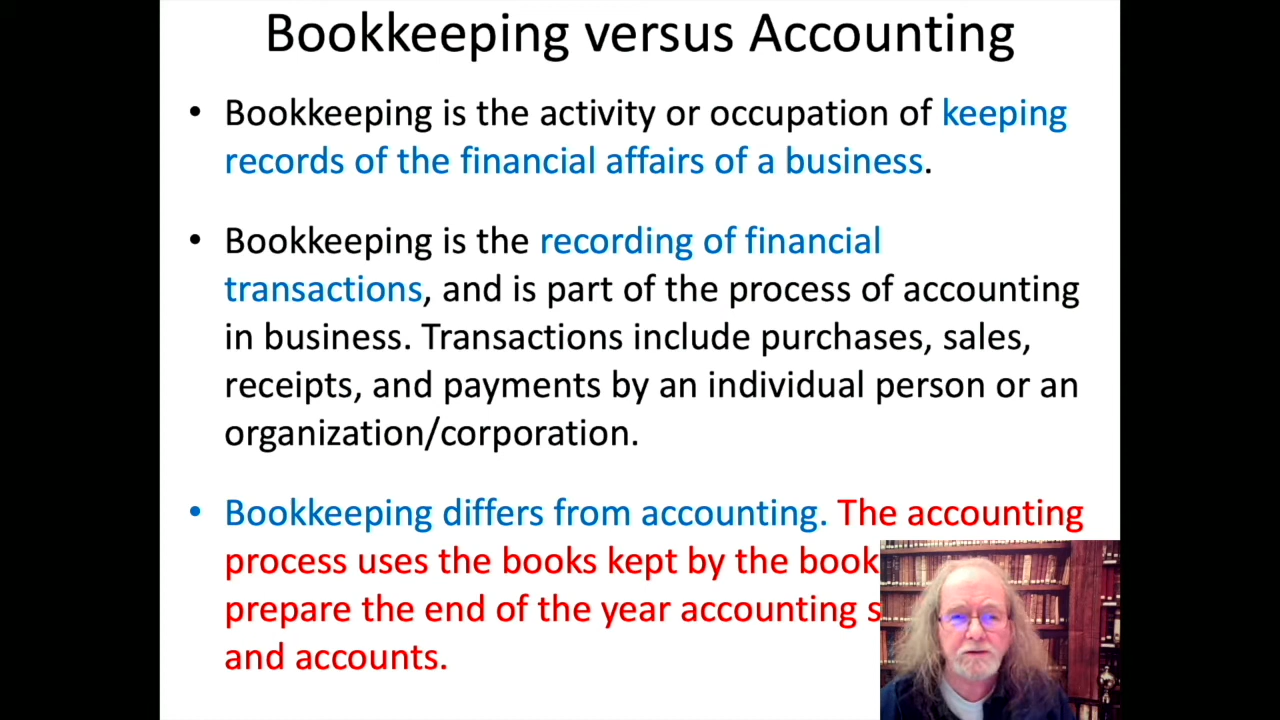 Bookkeeping versus Accounting
• Bookkeeping is the activity or occupation of keeping
records of the financial affairs of a business.
• Bookkeeping is the recording of financial
transactions, and is part of the process of accounting
in business. Transactions include purchases, sales,
receipts, and payments by an individual person or an
organization/corporation.
• Bookkeeping differs from accounting. The accounting
process uses the books kept by the
prepare the end of the year accounting
and accounts.